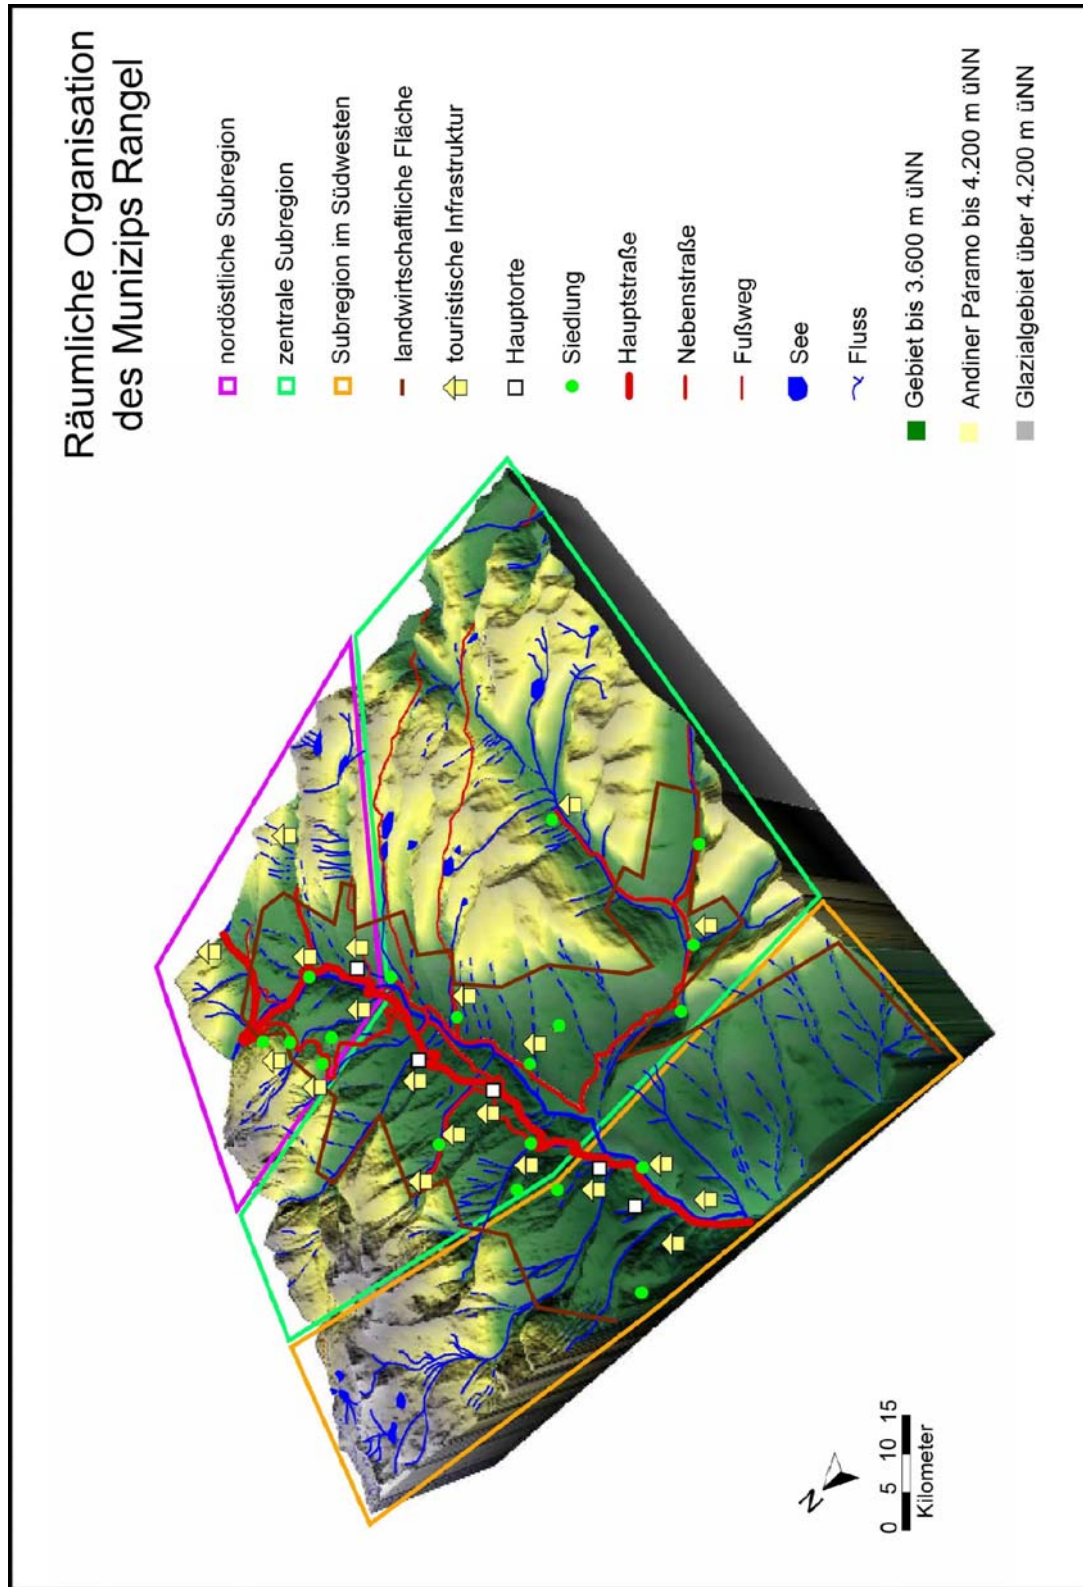 Räumliche Organisation
des Munizips Rangel
nordöstliche Subregion
zentrale Subregion
Subregion im Südwesten
landwirtschaftliche Fläche
touristische Infrastruktur
Hauptorte
Siedlung
Hauptstraße
Nebenstraße
Fußweg
See
Fluss
Gebiet bis 3.600 m üNN
Andiner Páramo bis 4.200 m üNN
Glazialgebiet über 4.200 m üNN
N
0 5 10 15
Kilometer